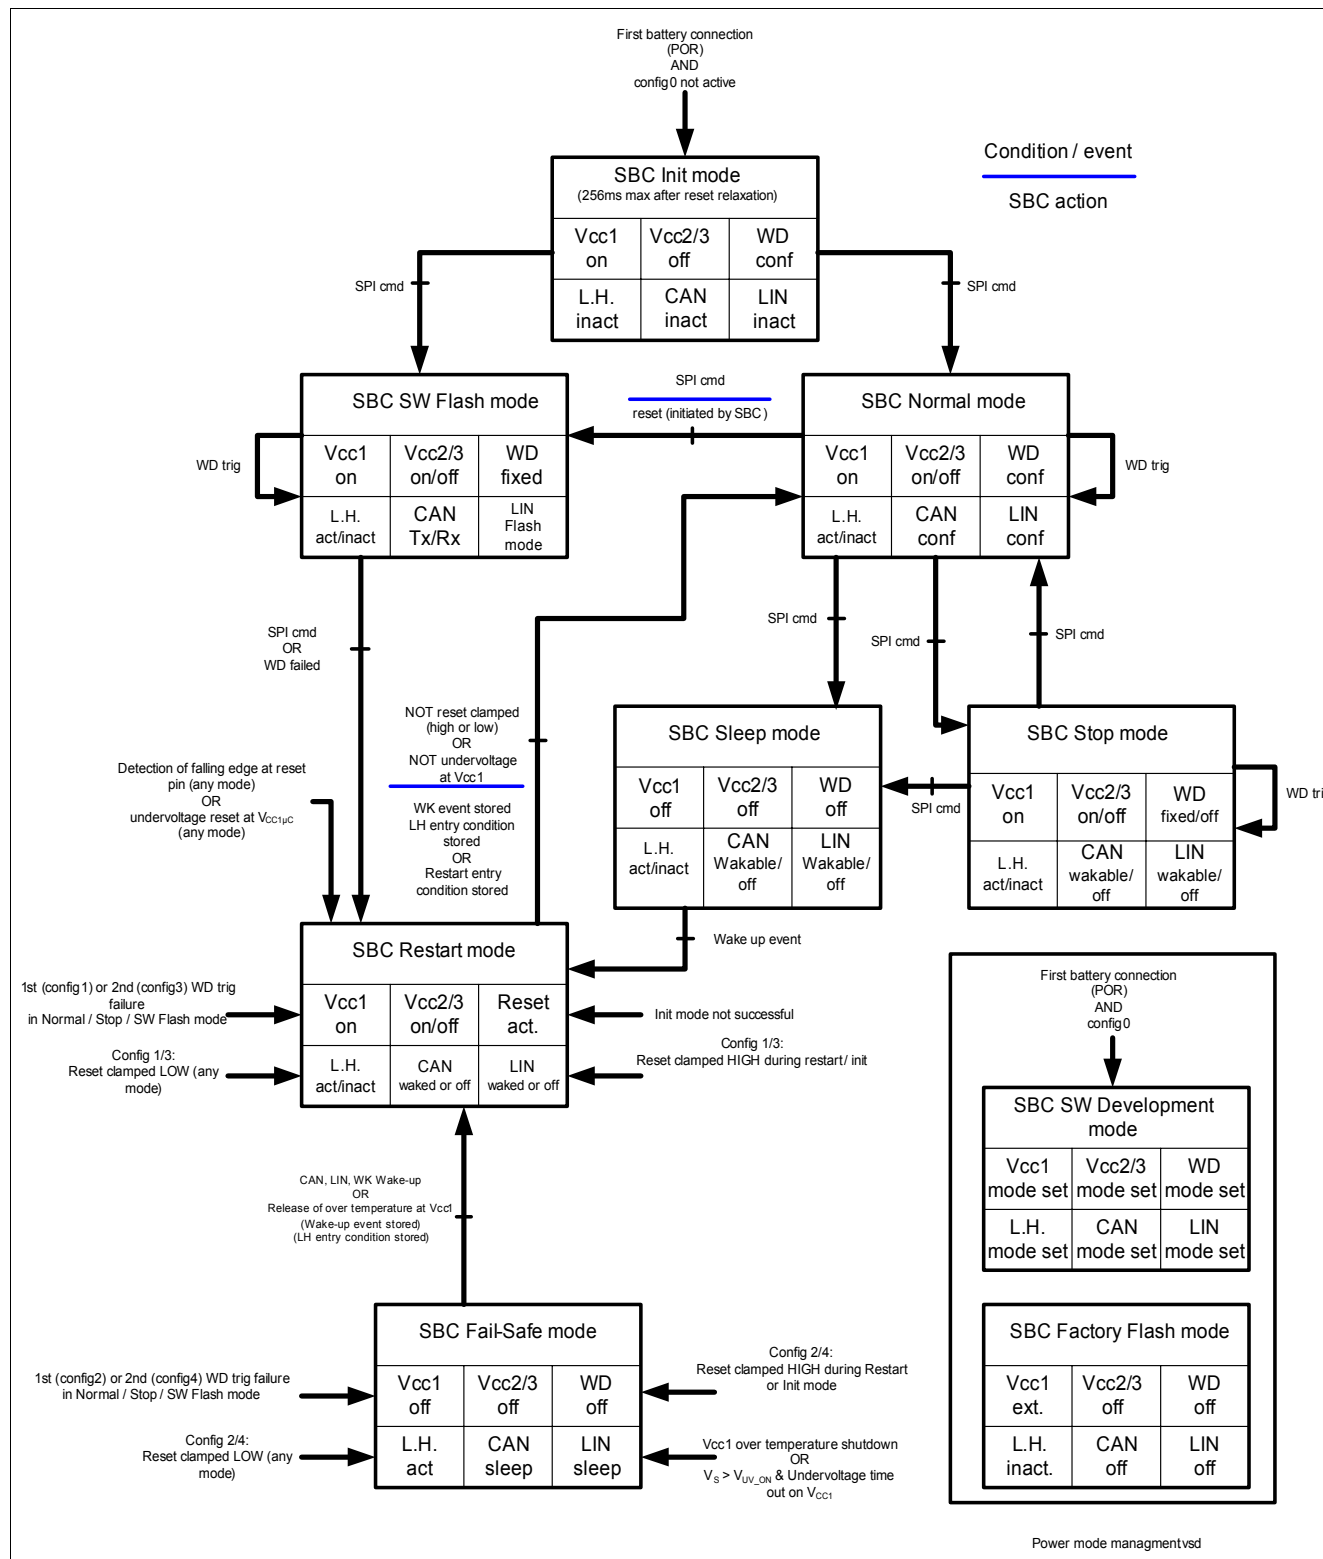 First battery connection
(POR)
AND
config0 not active
Condition / event
SBC action
SBC Init mode
(256ms max after reset relaxation)
Vcc1 Vcc2/3 WD
on off conf
L.H. CAN LIN
inact inact inact
SPI cmd
SPI cmd
SBC SW Flash mode
Vcc1 Vcc2/3 WD
on on/off fixed
L.H. CAN LIN
act/inact Tx/Rx Flash
mode
WD trig
SPI cmd
reset (initiated by SBC)
SBC Normal mode
Vcc1 Vcc2/3 WD
on on/off conf
L.H. CAN LIN
act/inact conf conf
WD trig
SPI cmd
OR
WD failed
SPI cmd
SPI cmd
SPI cmd
NOT reset clamped
(high or low)
OR
NOT undervoltage
at Vcc1
WK event stored
LH entry condition
stored
OR
Restart entry
condition stored
Detection of falling edge at reset
pin (any mode)
OR
undervoltage reset at VCC1µC
(any mode)
SBC Sleep mode
Vcc1 Vcc2/3 WD
off off off
L.H. CAN LIN
act/inact Wakable/ Wakable/
off off
SPI cmd
SBC Stop mode
Vcc1 Vcc2/3 WD
on on/off fixed/off
L.H. CAN LIN
act/inact wakable/ wakable/
off off
WD trig
Wake up event
SBC Restart mode
Vcc1 Vcc2/3 Reset
on on/off act.
L.H. CAN LIN
act/inact waked or off waked or off
1st (config1) or 2nd (config3) WD trig
failure
in Normal / Stop / SW Flash mode
Config 1/3:
Reset clamped LOW (any
mode)
Init mode not successful
Config 1/3:
Reset clamped HIGH during restart / init
CAN, LIN, WK Wake-up
OR
Release of over temperature at Vcc1
(Wake-up event stored)
(LH entry condition stored)
SBC Fail-Safe mode
Vcc1 Vcc2/3 WD
off off off
L.H. CAN LIN
act sleep sleep
1st (config2) or 2nd (config4) WD trig failure
in Normal / Stop / SW Flash mode
Config 2/4:
Reset clamped LOW (any
mode)
Config 2/4:
Reset clamped HIGH during Restart
or Init mode
Vcc1 over temperature shutdown
OR
VS > VUV_ON & Undervoltage time
out on VCC1
First battery connection
(POR)
AND
config0
SBC SW Development
mode
Vcc1 Vcc2/3 WD
mode set mode set mode set
L.H. CAN LIN
mode set mode set mode set
SBC Factory Flash mode
Vcc1 Vcc2/3 WD
ext. off off
L.H. CAN LIN
inact. off off
Power mode managment vsd